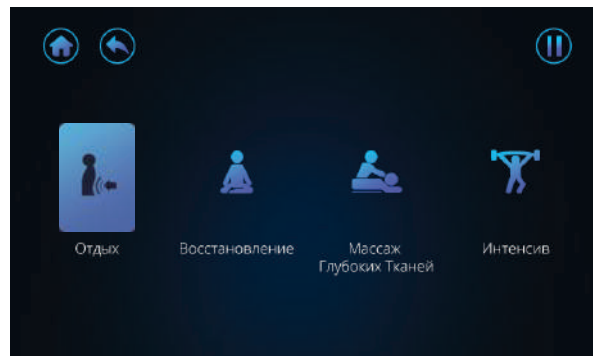 Отдых
Восстановление
Массаж
Глубоких Тканей
Интенсив